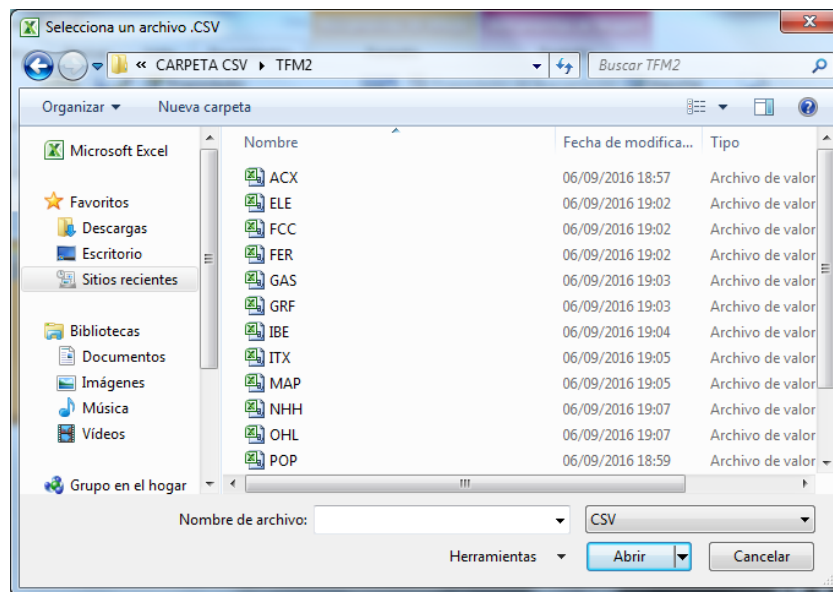 Selecciona un archivo .CSV
« CARPETA CSV ▸ TFM2
Buscar TFM2
Organizar
Nueva carpeta
Microsoft Excel
Favoritos
Descargas
Escritorio
Sitios recientes
Bibliotecas
Documentos
Imágenes
Música
Vídeos
Grupo en el hogar
Nombre Fecha de modifica... Tipo
ACX 06/09/2016 18:57 Archivo de valor
ELE 06/09/2016 19:02 Archivo de valor
FCC 06/09/2016 19:02 Archivo de valor
FER 06/09/2016 19:02 Archivo de valor
GAS 06/09/2016 19:03 Archivo de valor
GRF 06/09/2016 19:03 Archivo de valor
IBE 06/09/2016 19:04 Archivo de valor
ITX 06/09/2016 19:05 Archivo de valor
MAP 06/09/2016 19:05 Archivo de valor
NHH 06/09/2016 19:07 Archivo de valor
OHL 06/09/2016 19:07 Archivo de valor
POP 06/09/2016 18:59 Archivo de valor
Nombre de archivo:
CSV
Herramientas
Abrir
Cancelar